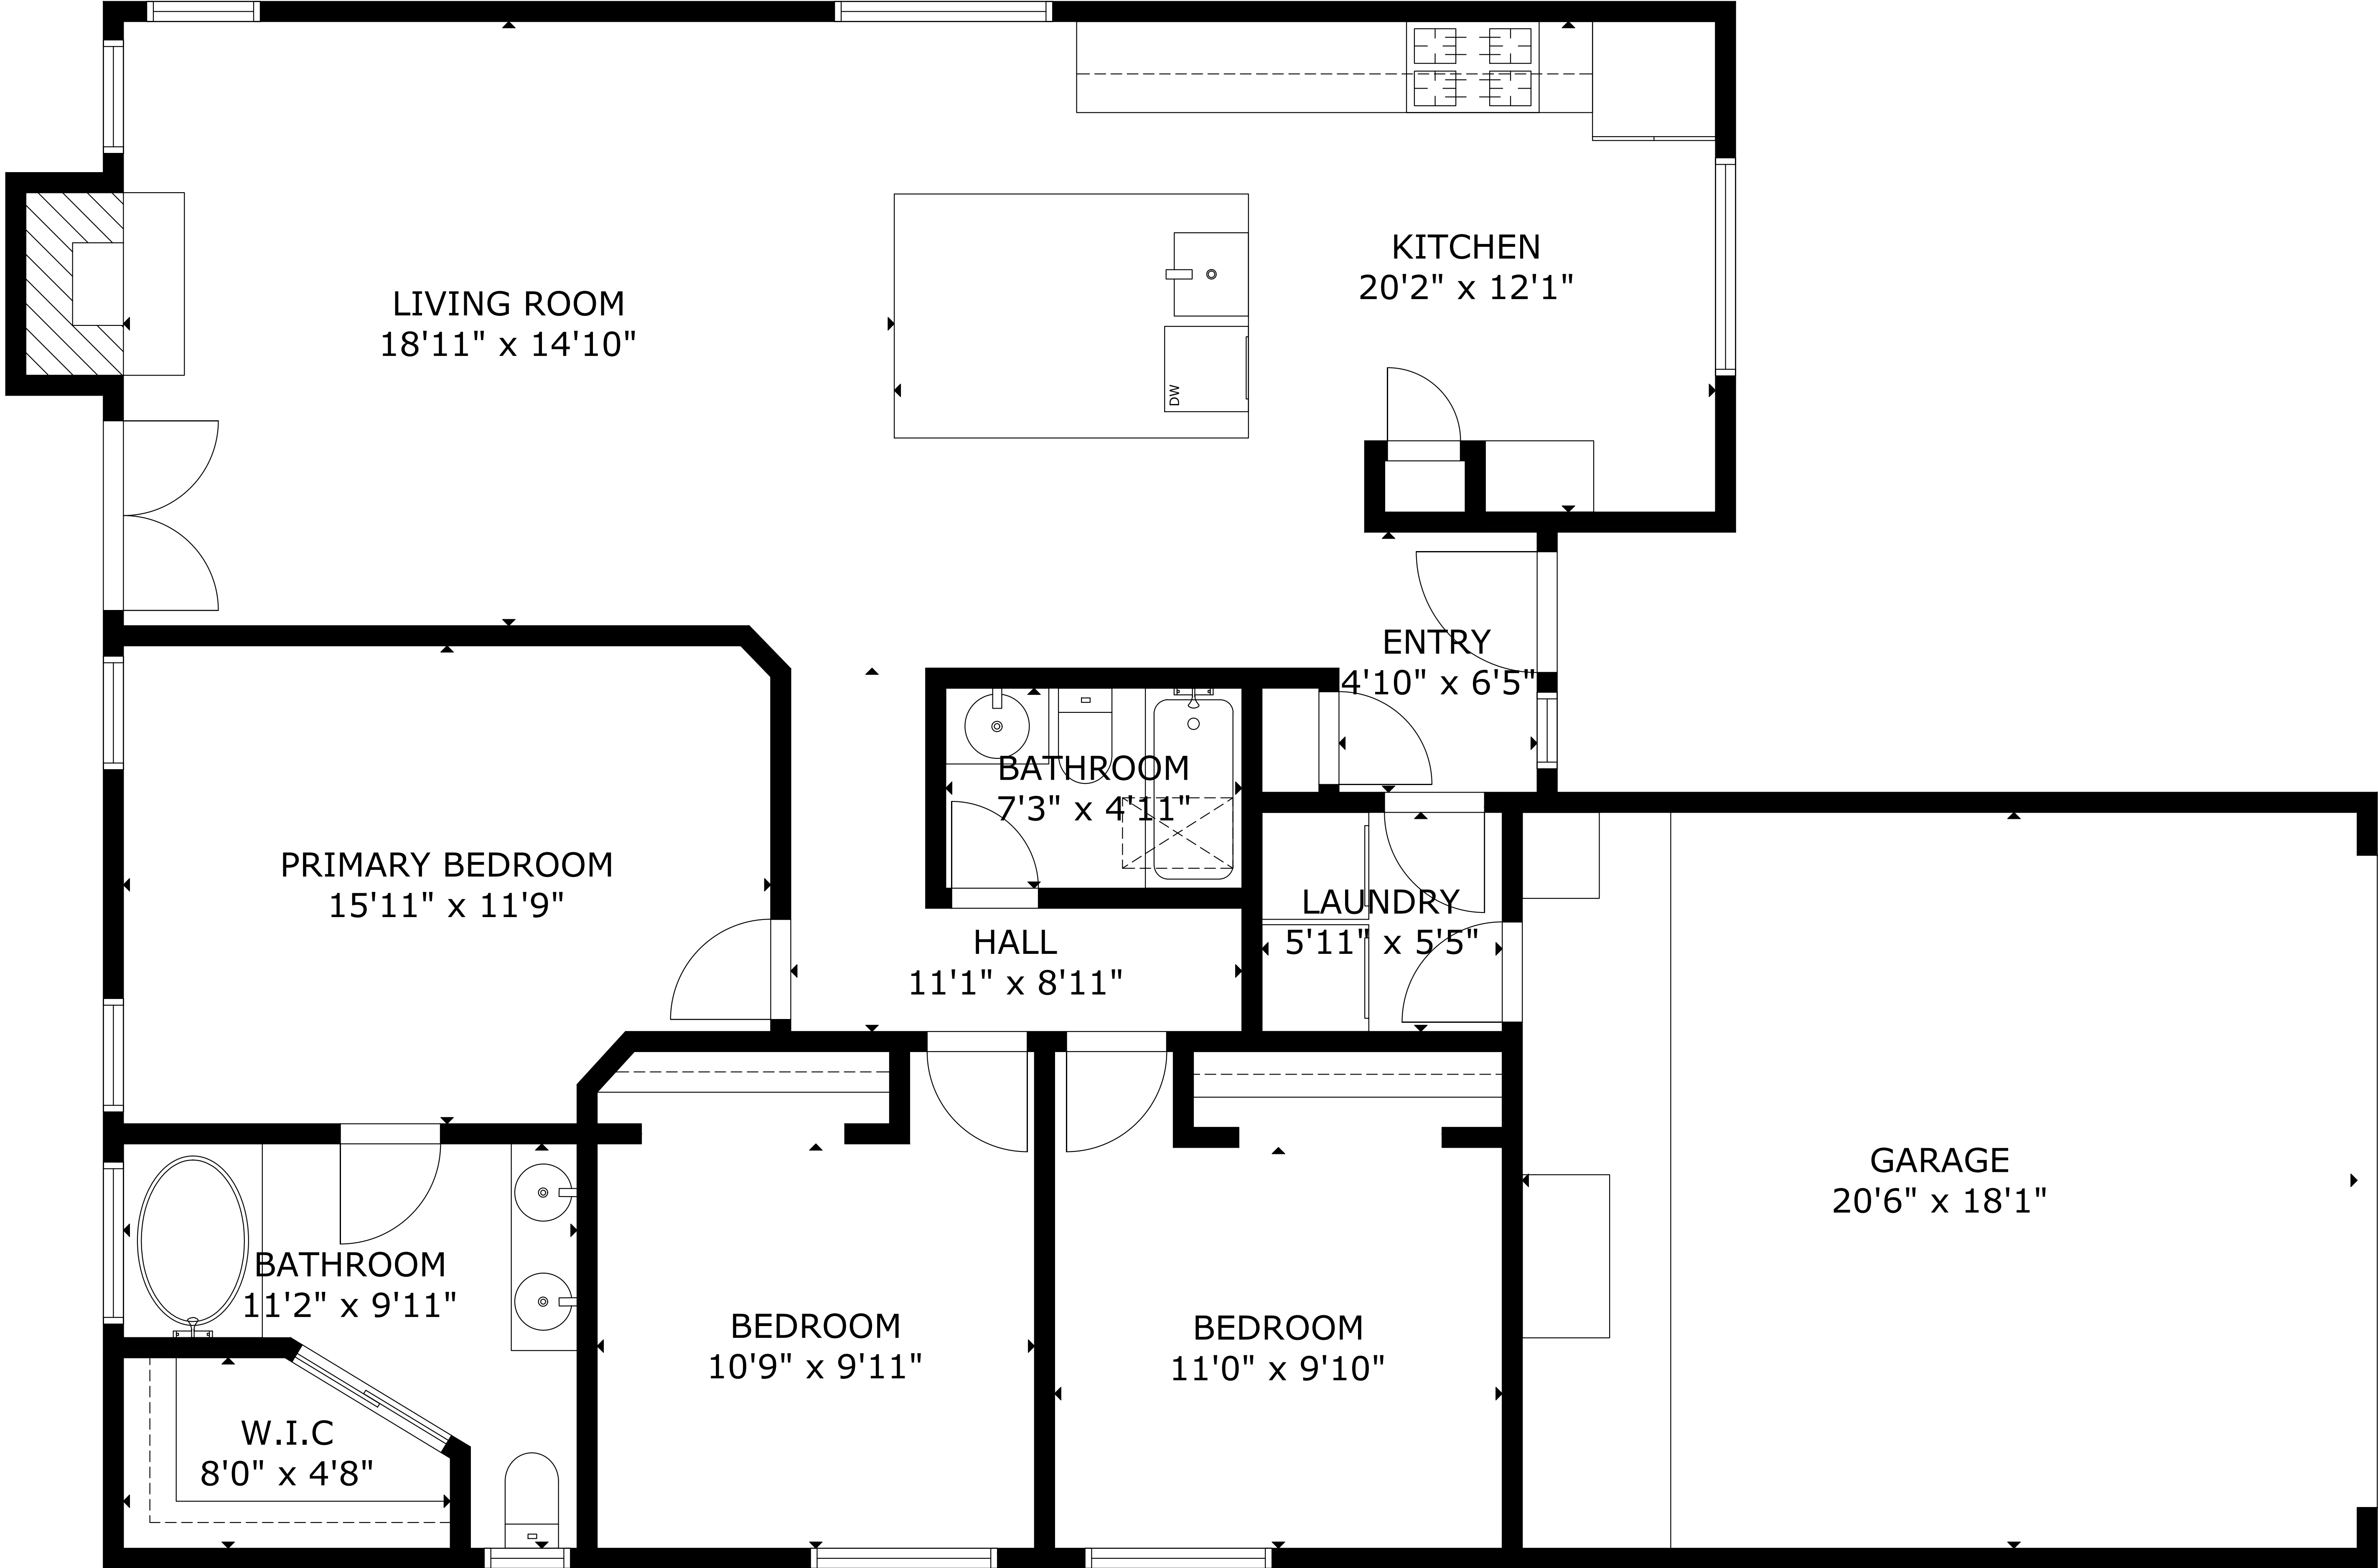 KITCHEN
20'2" x 12'1"
LIVING ROOM
18'11" x 14'10"
DW
ENTRY
4'10" x 6'5"
BATHROOM
7'3" x 4'11"
PRIMARY BEDROOM
15'11" x 11'9"
LAUNDRY
5'11" x 5'5"
HALL
11'1" x 8'11"
GARAGE
20'6" x 18'1"
BATHROOM
11'2" x 9'11"
BEDROOM
10'9" x 9'11"
BEDROOM
11'0" x 9'10"
W.I.C
8'0" x 4'8"